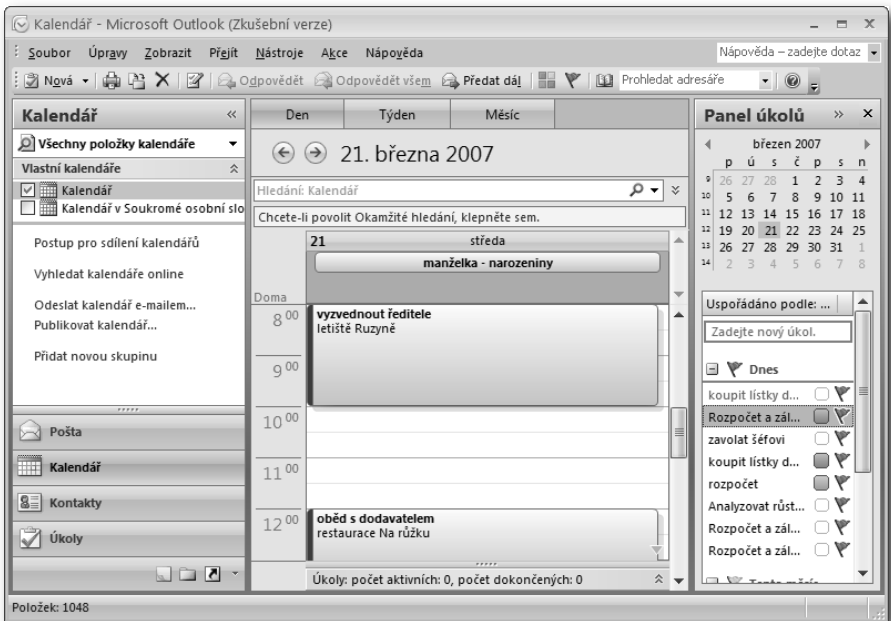 Kalendář - Microsoft Outlook (Zkušební verze)
Soubor Úpravy Zobrazit Přejít Nástroje Akce Nápověda Nápověda – zadejte dotaz
Nová Odpovědět Odpovědět všem Předat dál Prohledat adresáře
Kalendář
Všechny položky kalendáře
Vlastní kalendáře
Kalendář
Kalendář v Soukromé osobní slo
Postup pro sdílení kalendářů
Vyhledat kalendáře online
Odeslat kalendář e-mailem...
Publikovat kalendář...
Přidat novou skupinu
Pošta
Kalendář
Kontakty
Úkoly
Den Týden Měsíc
21. března 2007
Hledání: Kalendář
Chcete-li povolit Okamžité hledání, klepněte sem.
21 středa
manželka - narozeniny
Doma
8 00 vyzvednout ředitele
letiště Ruzyně
9 00
10 00
11 00
12 00 oběd s dodavatelem
restaurace Na růžku
Úkoly: počet aktivních: 0, počet dokončených: 0
Panel úkolů
březen 2007
p ú s č p s n
9 26 27 28 1 2 3 4
10 5 6 7 8 9 10 11
11 12 13 14 15 16 17 18
12 19 20 21 22 23 24 25
13 26 27 28 29 30 31 1
14 2 3 4 5 6 7 8
Uspořádáno podle: ...
Zadejte nový úkol.
Dnes
koupit lístky d...
Rozpočet a zál...
zavolat šéfovi
koupit lístky d...
rozpočet
Analyzovat růst...
Rozpočet a zál...
Rozpočet a zál...
Tento měsíc
Položek: 1048